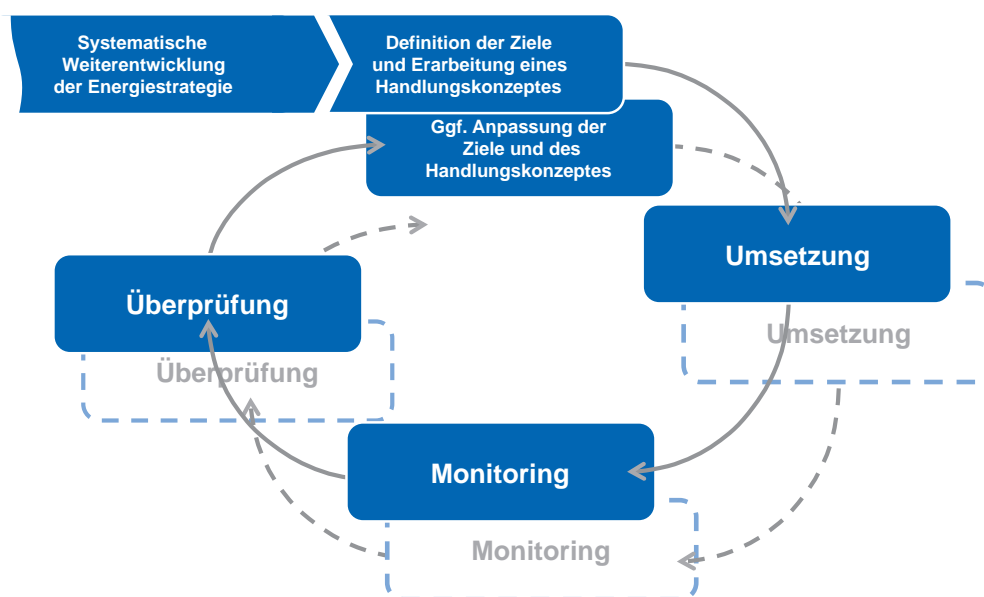 Systematische
Weiterentwicklung
der Energiestrategie
Definition der Ziele
und Erarbeitung eines
Handlungskonzeptes
Ggf. Anpassung der
Ziele und des
Handlungskonzeptes
Umsetzung
Umsetzung
Überprüfung
Überprüfung
Monitoring
Monitoring